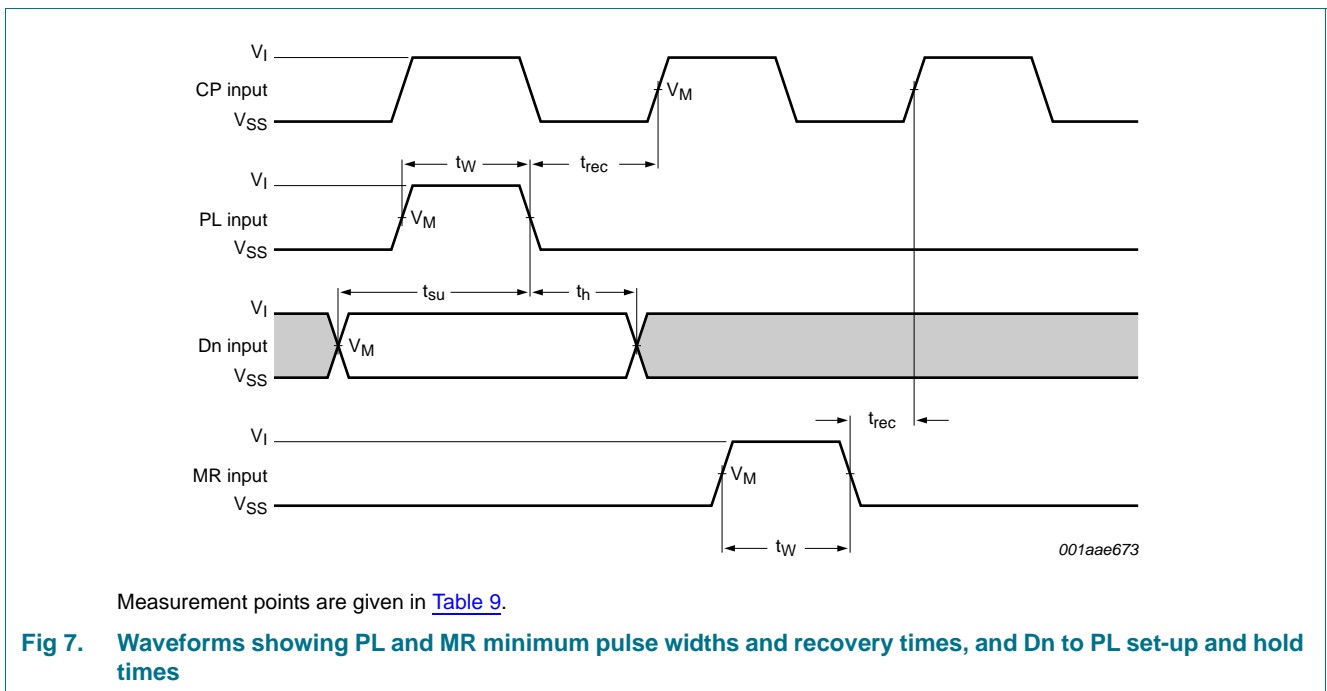 VI
CP input
VSS
VM
tW
trec
VI
PL input
VSS
VM
tsu
th
VI
Dn input
VSS
VM
trec
VI
MR input
VSS
VM
tW
001aae673
Measurement points are given in Table 9.
Fig 7. Waveforms showing PL and MR minimum pulse widths and recovery times, and Dn to PL set-up and hold
times